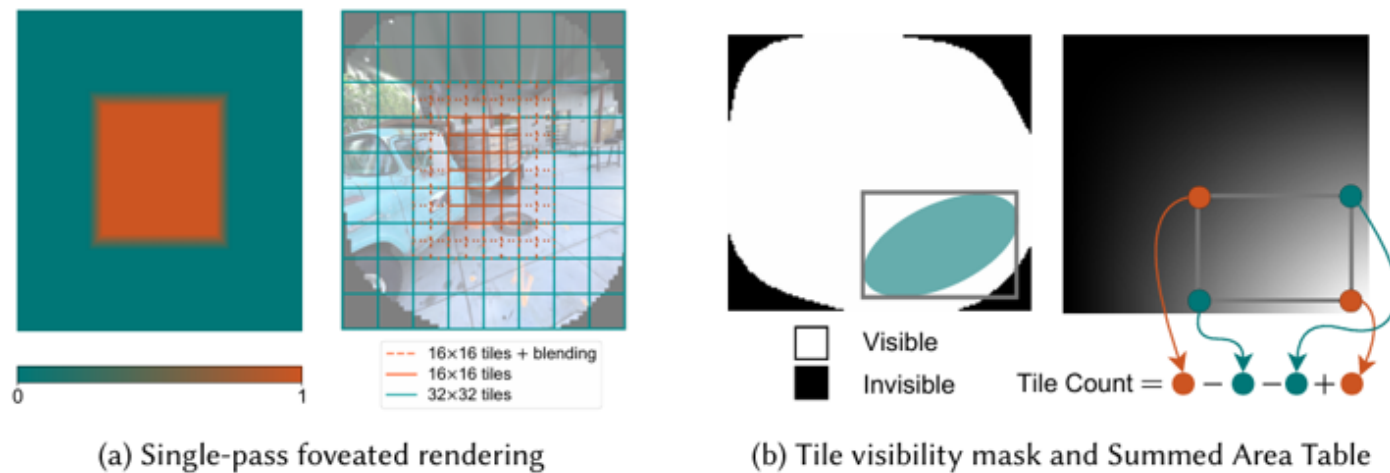 0 1
16×16 tiles + blending
16×16 tiles
32×32 tiles
(a) Single-pass foveated rendering
Visible
Invisible
Tile Count = - - +
(b) Tile visibility mask and Summed Area Table